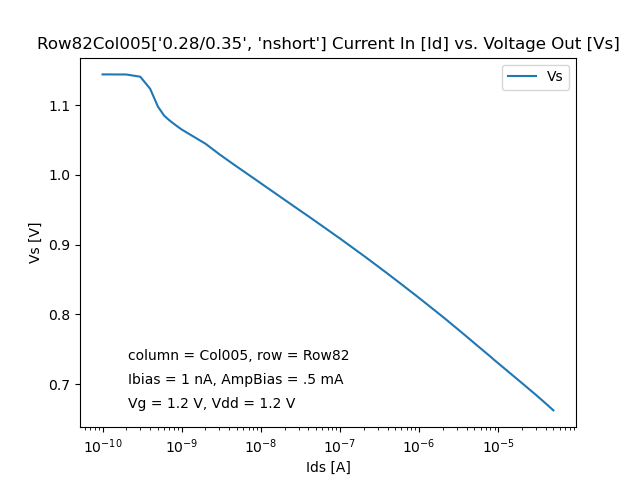 Row82Col005['0.28/0.35', 'nshort'] Current In [Id] vs. Voltage Out [Vs]
Vs
1.1
1.0
0.9
0.8
0.7
Vs [V]
column = Col005, row = Row82
Ibias = 1 nA, AmpBias = .5 mA
Vg = 1.2 V, Vdd = 1.2 V
10⁻¹⁰ 10⁻⁹ 10⁻⁸ 10⁻⁷ 10⁻⁶ 10⁻⁵
Ids [A]